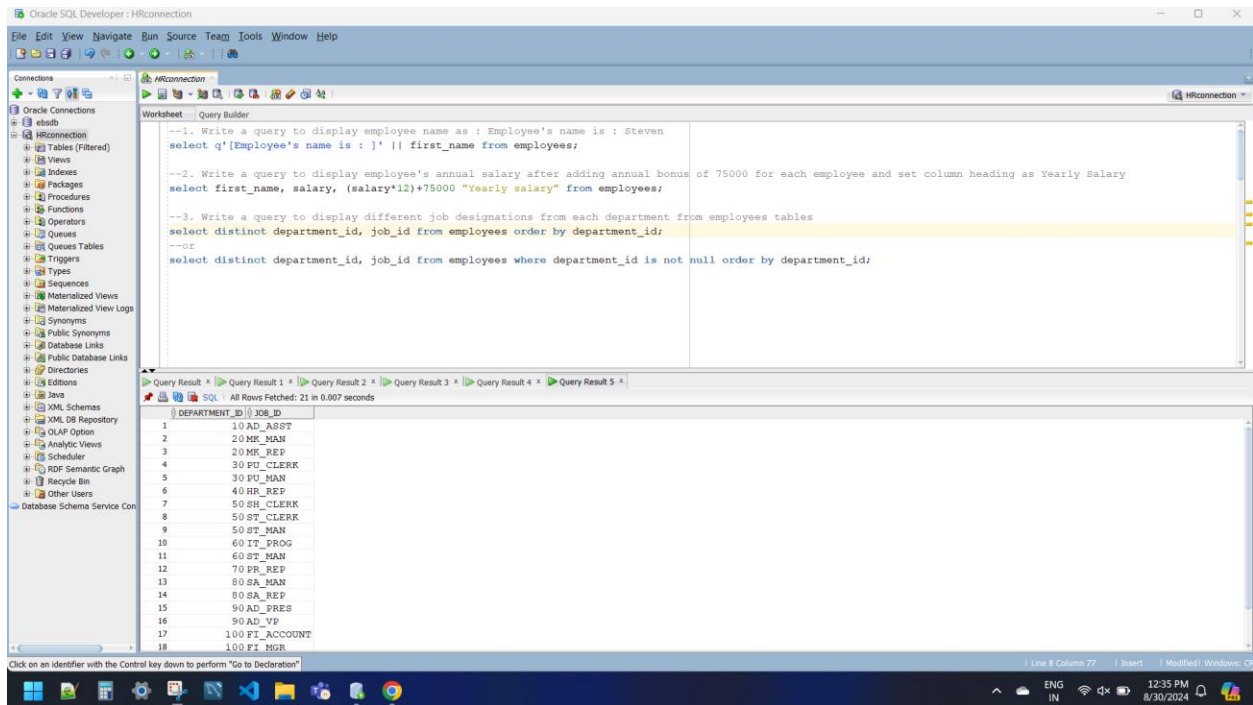 Oracle SQL Developer : HRconnection
File Edit View Navigate Run Source Team Tools Window Help
Connections
HRconnection
HRconnection
Oracle Connections
ebsdb
HRconnection
Tables (Filtered)
Views
Indexes
Packages
Procedures
Functions
Operators
Queues
Queues Tables
Triggers
Types
Sequences
Materialized Views
Materialized View Logs
Synonyms
Public Synonyms
Database Links
Public Database Links
Directories
Editions
Java
XML Schemas
XML DB Repository
OLAP Option
Analytic Views
Scheduler
RDF Semantic Graph
Recycle Bin
Other Users
Database Schema Service Con
Worksheet Query Builder
--1. Write a query to display employee name as : Employee's name is : Steven
select q'[Employee's name is : ]' || first_name from employees;
--2. Write a query to display employee's annual salary after adding annual bonus of 75000 for each employee and set column heading as Yearly Salary
select first_name, salary, (salary*12)+75000 "Yearly salary" from employees;
--3. Write a query to display different job designations from each department from employees tables
select distinct department_id, job_id from employees order by department_id;
--or
select distinct department_id, job_id from employees where department_id is not null order by department_id;
Query Result × Query Result 1 × Query Result 2 × Query Result 3 × Query Result 4 × Query Result 5 ×
SQL | All Rows Fetched: 21 in 0.007 seconds
DEPARTMENT_ID JOB_ID
1 10 AD_ASST
2 20 MK_MAN
3 20 MK_REP
4 30 PU_CLERK
5 30 PU_MAN
6 40 HR_REP
7 50 SH_CLERK
8 50 ST_CLERK
9 50 ST_MAN
10 60 IT_PROG
11 60 ST_MAN
12 70 PR_REP
13 80 SA_MAN
14 80 SA_REP
15 90 AD_PRES
16 90 AD_VP
17 100 FI_ACCOUNT
18 100 FI_MGR
Click on an identifier with the Control key down to perform "Go to Declaration"
| Line 8 Column 77 | Insert | Modified | Windows: CR
ENG
IN
12:35 PM
8/30/2024